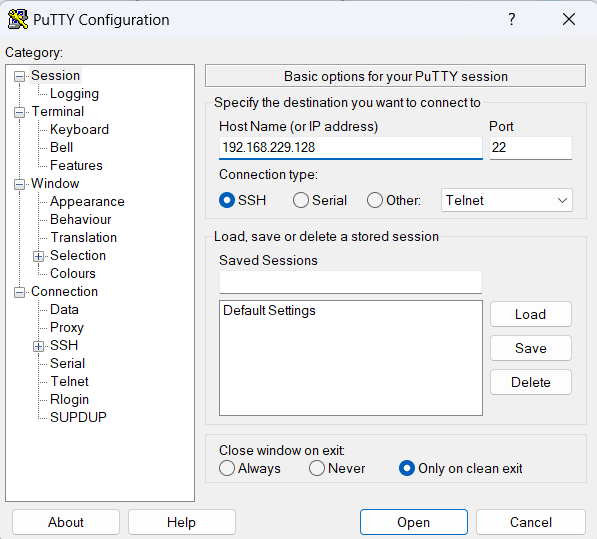 PuTTY Configuration
?
Category:
Session
Logging
Terminal
Keyboard
Bell
Features
Window
Appearance
Behaviour
Translation
Selection
Colours
Connection
Data
Proxy
SSH
Serial
Telnet
Rlogin
SUPDUP
Basic options for your PuTTY session
Specify the destination you want to connect to
Host Name (or IP address) Port
192.168.229.128 22
Connection type:
SSH Serial Other: Telnet
Load, save or delete a stored session
Saved Sessions
Default Settings
Load
Save
Delete
Close window on exit:
Always Never Only on clean exit
About Help Open Cancel